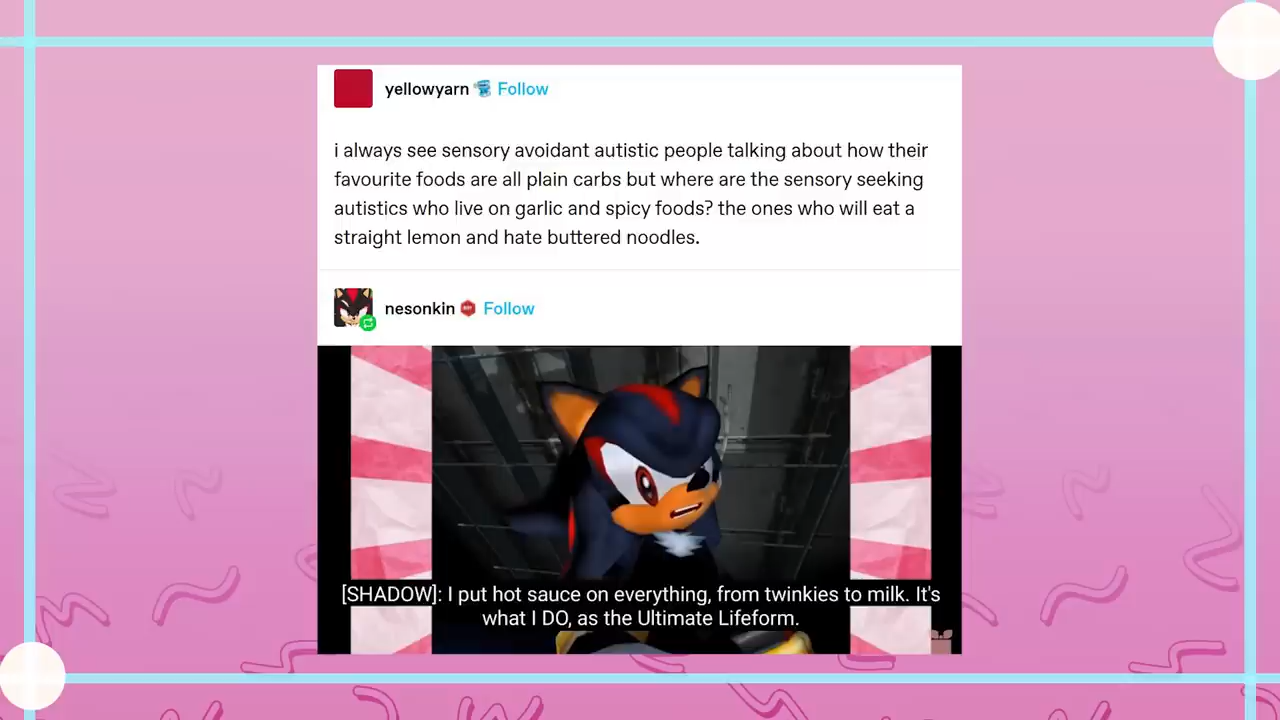 yellowyarn Follow
i always see sensory avoidant autistic people talking about how their
favourite foods are all plain carbs but where are the sensory seeking
autistics who live on garlic and spicy foods? the ones who will eat a
straight lemon and hate buttered noodles.
nesonkin Follow
[SHADOW]: I put hot sauce on everything, from twinkies to milk. It's
what I DO, as the Ultimate Lifeform.